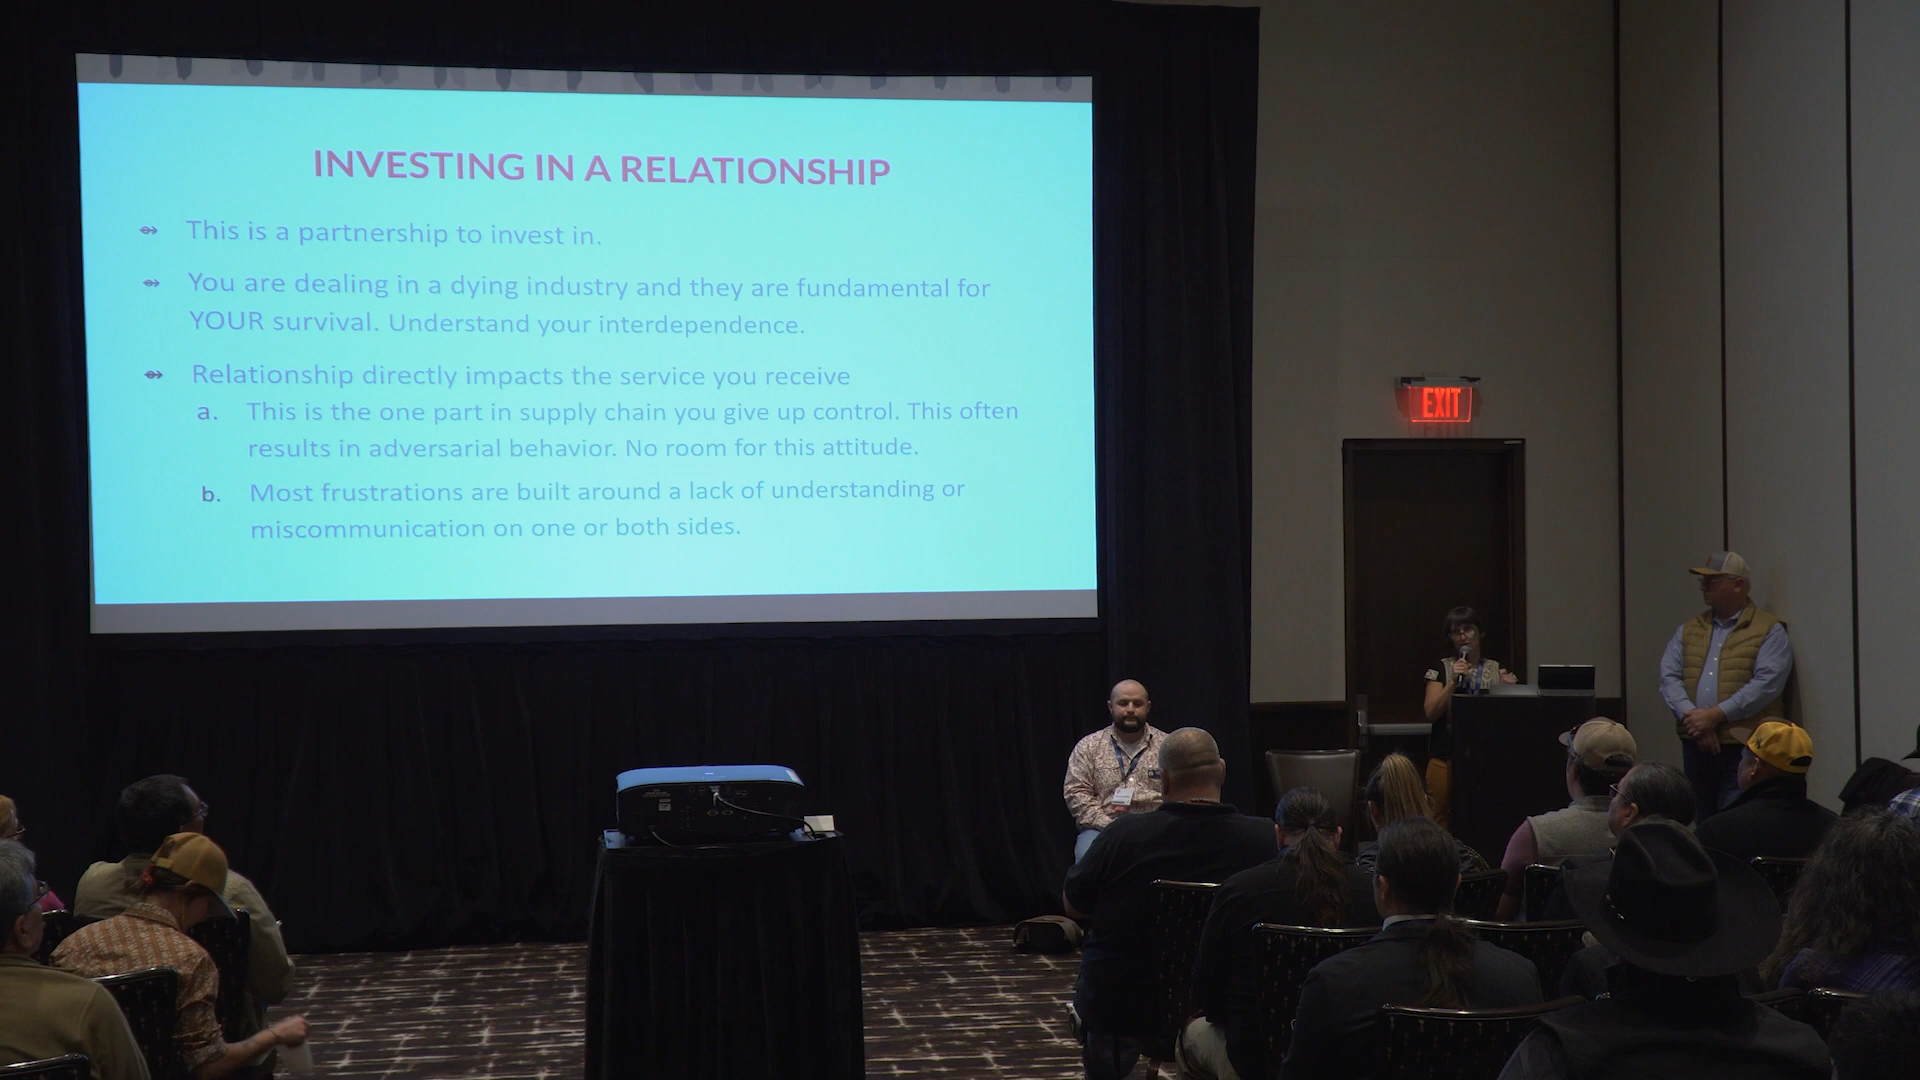 INVESTING IN A RELATIONSHIP
This is a partnership to invest in.
You are dealing in a dying industry and they are fundamental for
YOUR survival. Understand your interdependence.
Relationship directly impacts the service you receive
a. This is the one part in supply chain you give up control. This often
results in adversarial behavior. No room for this attitude.
b. Most frustrations are built around a lack of understanding or
miscommunication on one or both sides.
EXIT